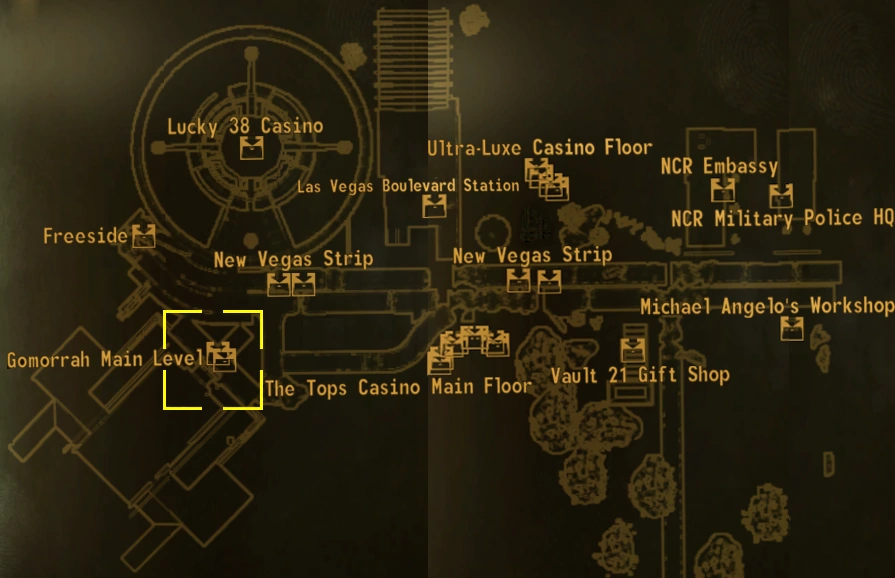 Lucky 38 Casino
Ultra-Luxe Casino Floor
NCR Embassy
Las Vegas Boulevard Station
NCR Military Police HQ
Freeside
New Vegas Strip
New Vegas Strip
Michael Angelo's Workshop
Gomorrah Main Level
Vault 21 Gift Shop
The Tops Casino Main Floor